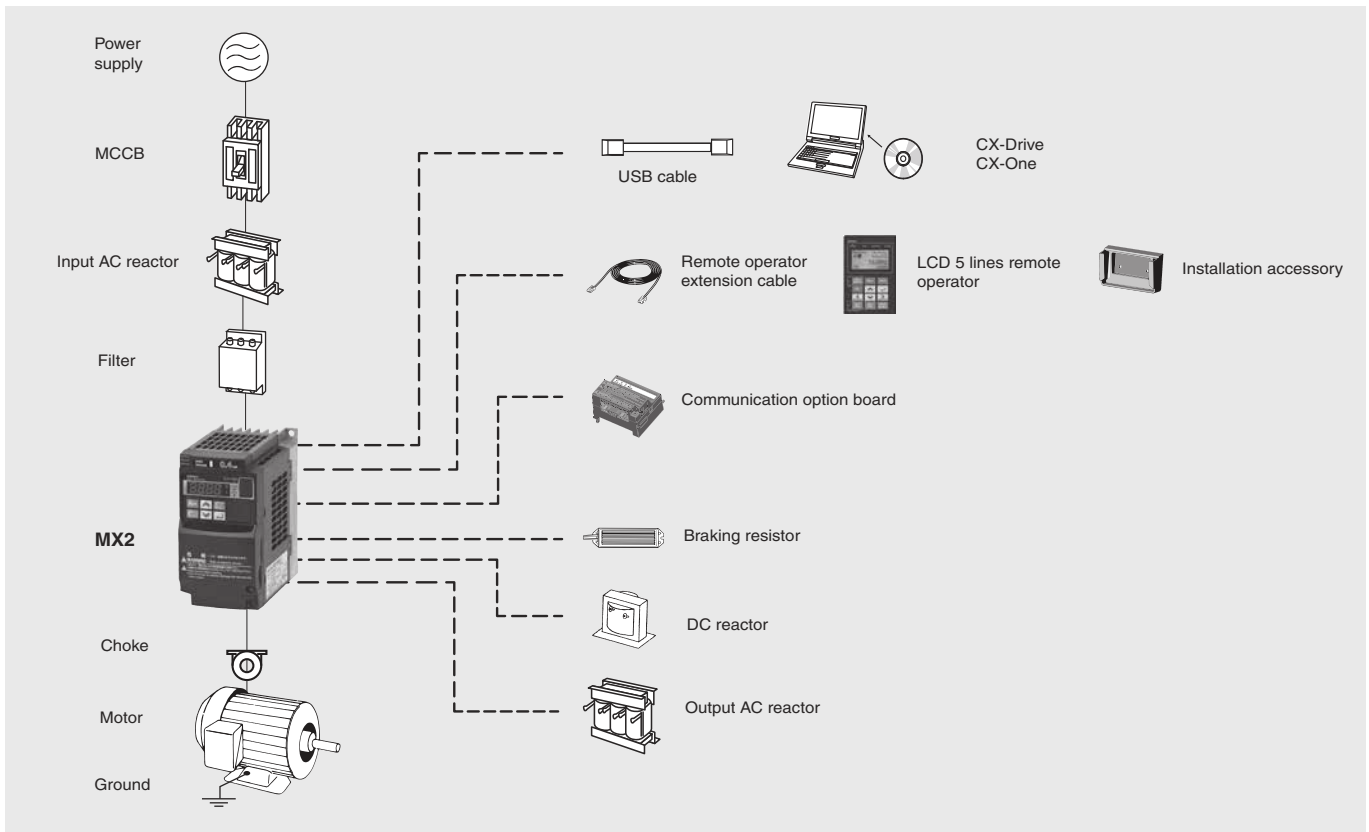 Power
supply
MCCB
USB cable
CX-Drive
CX-One
Input AC reactor
Remote operator
extension cable
LCD 5 lines remote
operator
Installation accessory
Filter
Communication option board
MX2
Braking resistor
DC reactor
Choke
Motor
Output AC reactor
Ground